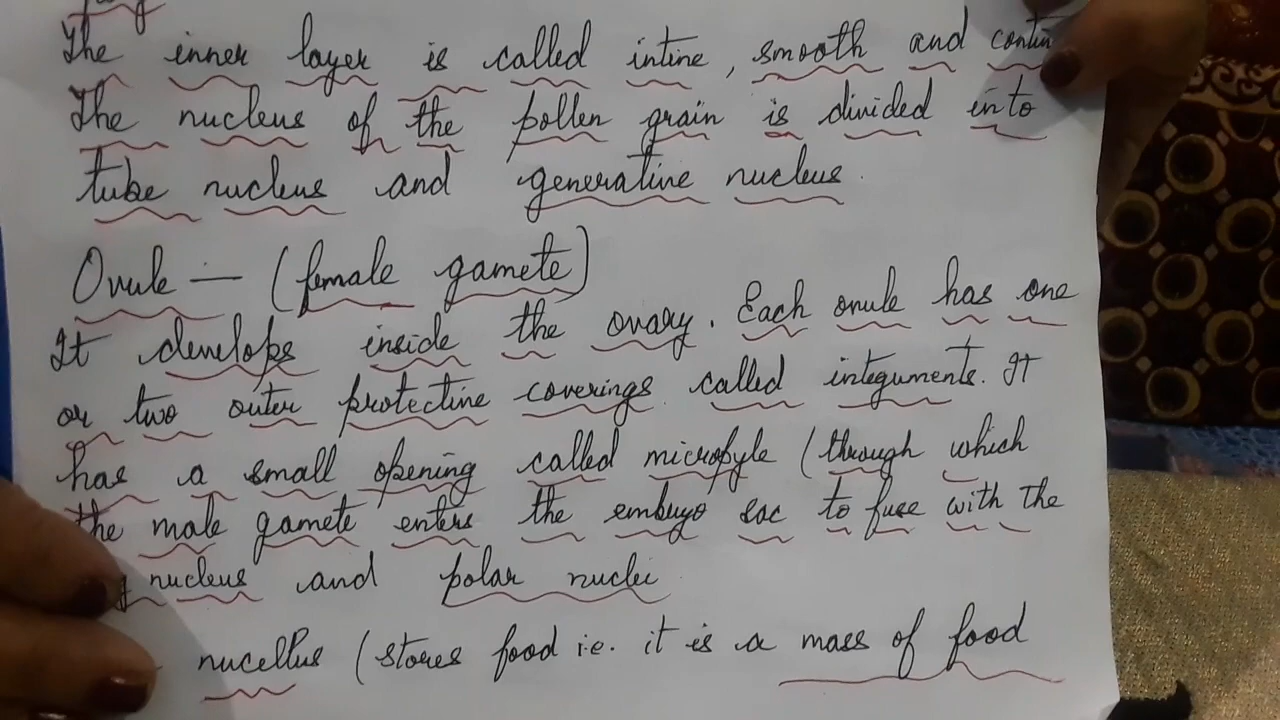 The inner layer is called intine, smooth and
The nucleus of the pollen grain is divided into
tube nucleus and generative nucleus.
Ovule — (female gamete)
It develops inside the ovary. Each ovule has one
or two outer protective coverings called integuments. It
has a small opening called micropyle (through which
the male gamete enters the embryo sac to fuse with the
nucleus and polar nuclei
nucellus (stores food i.e. it is a mass of food